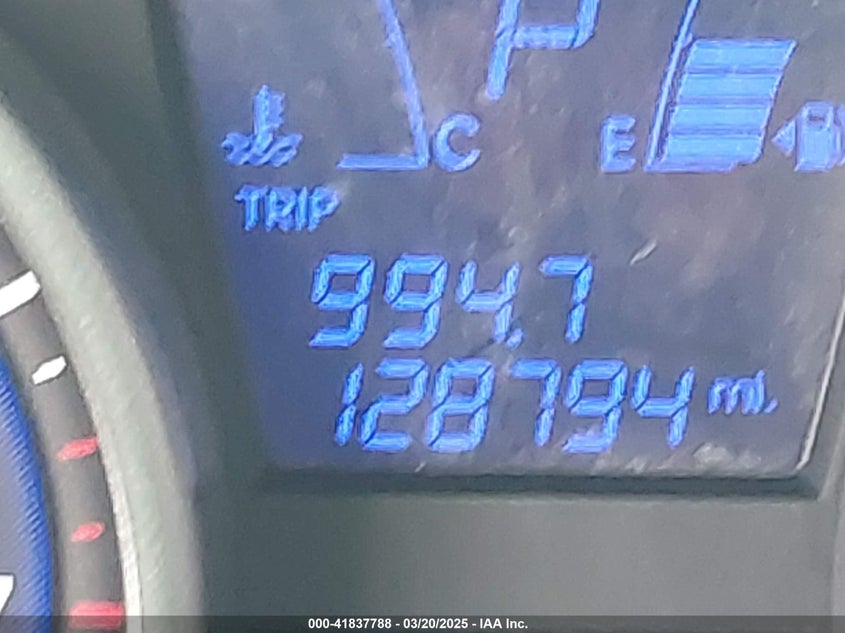 P
C
E
TRIP
994.7
128794 mi.
000-41837788 - 03/20/2025 - IAA Inc.